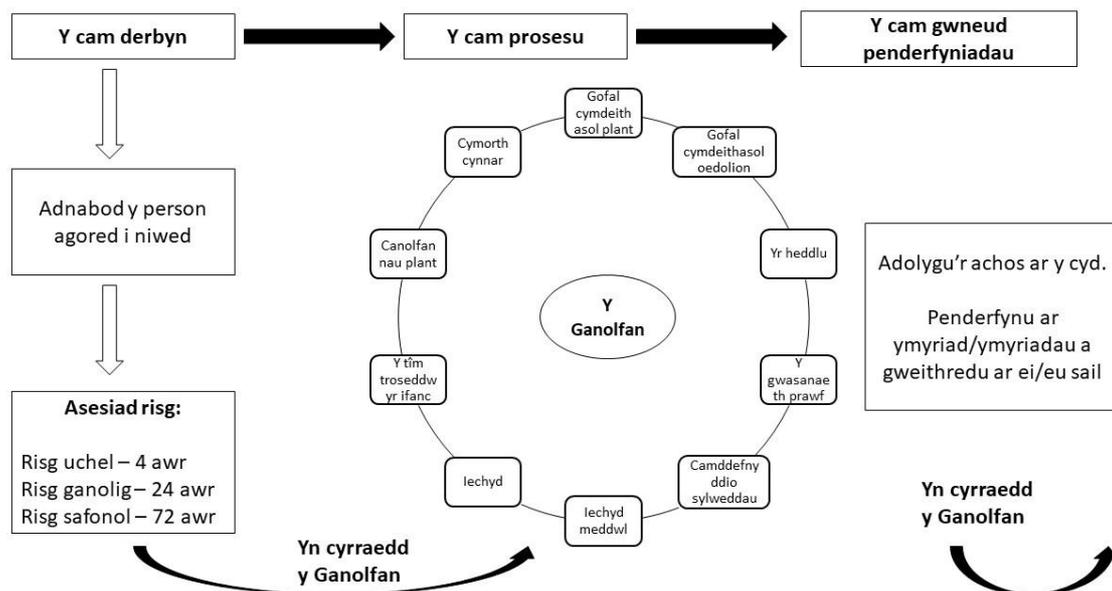 Y cam derbyn
Y cam prosesu
Y cam gwneud
penderfyniadau
Adnabod y person
agored i niwed
Asesiad risg:
Risg uchel – 4 awr
Risg ganolig – 24 awr
Risg safonol – 72 awr
Yn cyrraedd
y Ganolfan
Gofal
cymdeith
asol plant
Gofal
cymdeithasol
oedolion
Yr heddlu
Y
gwasanae
th prawf
Camddefny
ddio
sylweddau
Iechyd
meddwl
Iechyd
Y tîm
troseddw
yr ifanc
Canolfan
nau plant
Cymorth
cynnar
Y
Ganolfan
Adolygu’r achos ar y cyd.
Penderfynu ar
ymyriad/ymyriadau a
gweithredu ar ei/eu sail
Yn cyrraedd
y Ganolfan